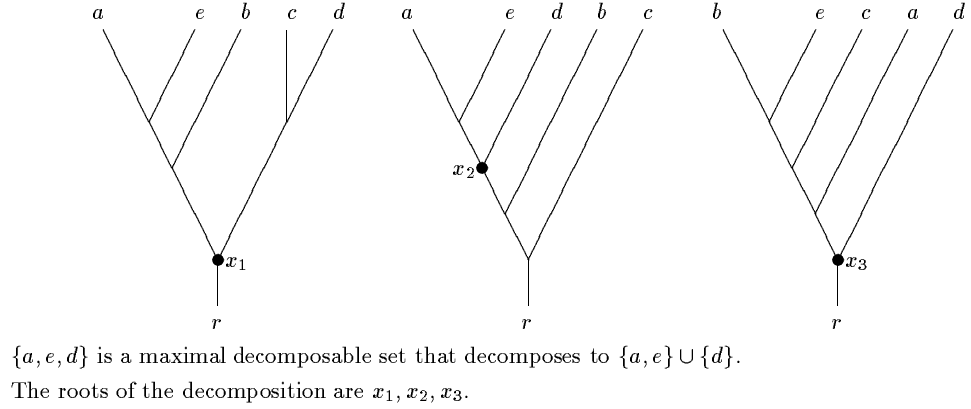 a e b c d a e d b c b e c a d
x₂
x₁ x₃
r r r
{a, e, d} is a maximal decomposable set that decomposes to {a, e} ∪ {d}.
The roots of the decomposition are x₁, x₂, x₃.